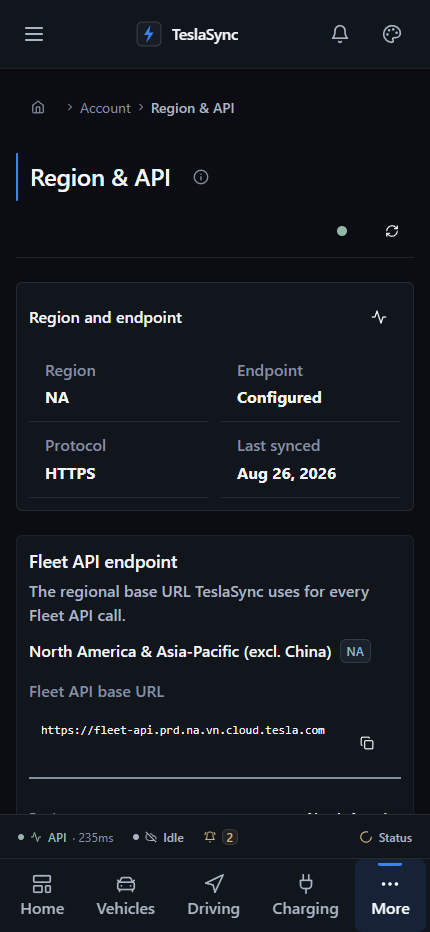 TeslaSync
Account
Region & API
Region & API
Region and endpoint
Region
Endpoint
NA
Configured
Protocol
Last synced
HTTPS
Aug 26, 2026
Fleet API endpoint
The regional base URL TeslaSync uses for every
Fleet API call.
North America & Asia-Pacific (excl. China) NA
Fleet API base URL
https://fleet-api.prd.na.vn.cloud.tesla.com
API · 235ms
Idle
2
Status
Home
Vehicles
Driving
Charging
More